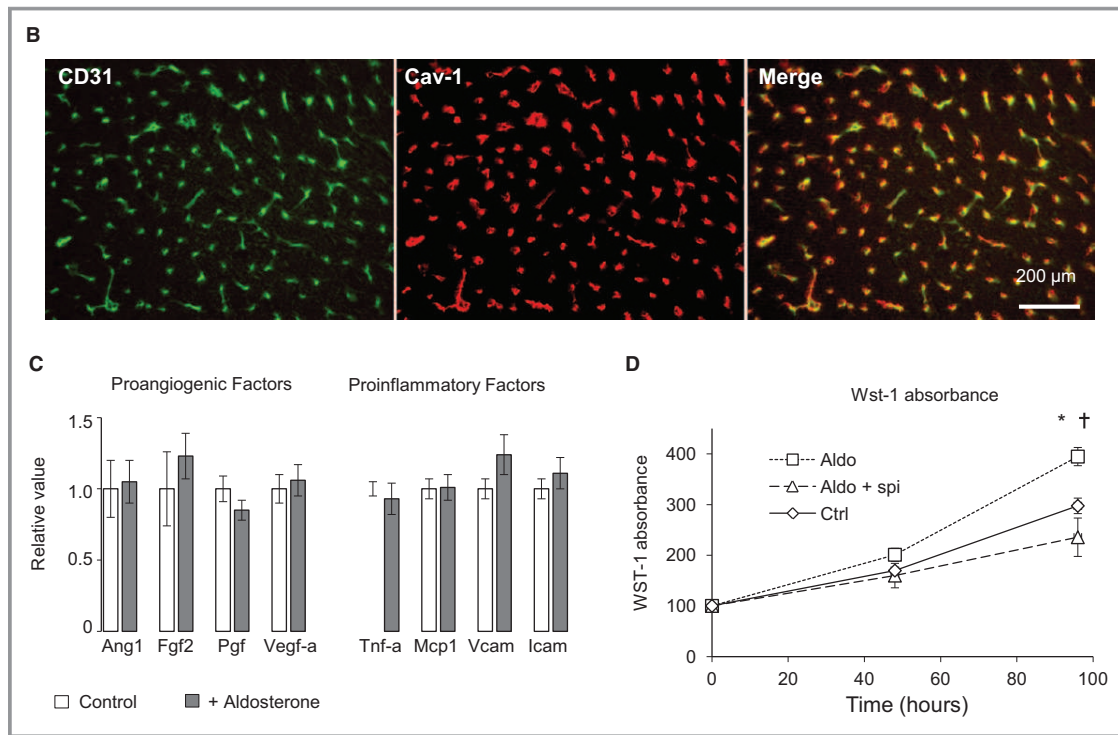 B
CD31
Cav-1
Merge
200 µm
C
Proangiogenic Factors
Proinflammatory Factors
Relative value
1.5
1.0
0.5
0
Ang1 Fgf2 Pgf Vegf-a
Tnf-a Mcp1 Vcam Icam
Control
+ Aldosterone
D
Wst-1 absorbance
* †
Aldo
Aldo + spi
Ctrl
WST-1 absorbance
400
300
200
100
0
0 20 40 60 80 100
Time (hours)